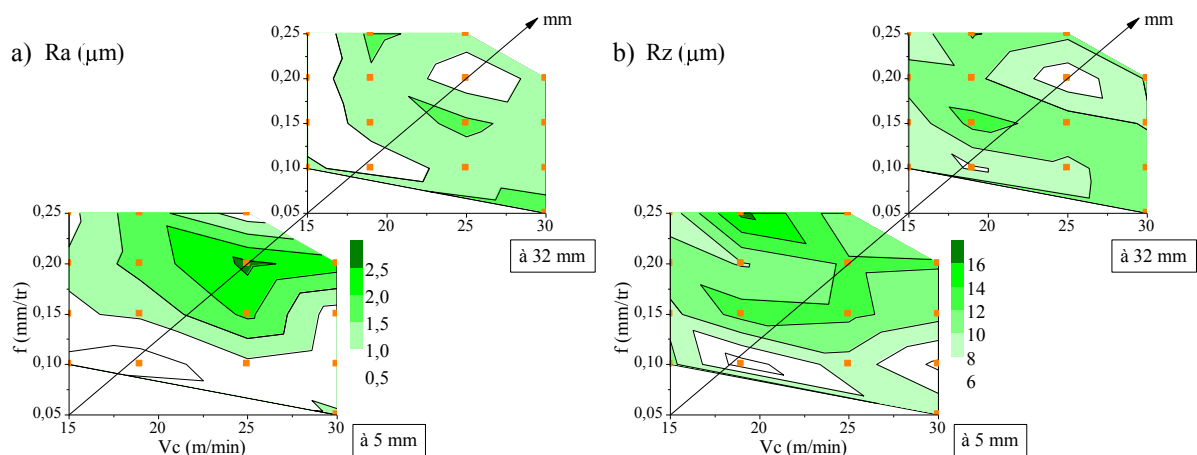 a) Ra (µm)
mm
0,25
0,20
0,15
0,10
0,05
15 20 25 30
à 32 mm
f (mm/tr)
0,25
0,20
0,15
0,10
0,05
15 20 25 30
Vc (m/min)
2.5
2,0
1,5
1,0
0,5
à 5 mm
b) Rz (µm)
mm
0,25
0,20
0,15
0,10
0,05
15 20 25 30
à 32 mm
f (mm/tr)
0,25
0,20
0,15
0,10
0,05
15 20 25 30
Vc (m/min)
16
14
12
10
8
6
à 5 mm